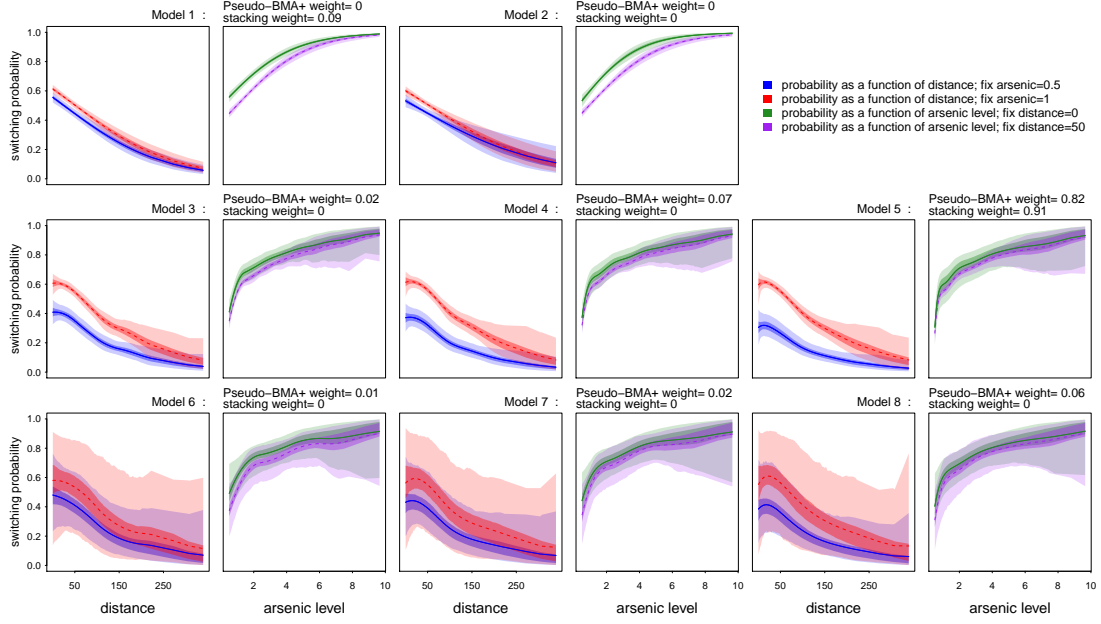 Model 1 :
Pseudo−BMA+ weight= 0
stacking weight= 0.09
Model 2 :
Pseudo−BMA+ weight= 0
stacking weight= 0
switching probability
0.0
0.2
0.4
0.6
0.8
1.0
probability as a function of distance; fix arsenic=0.5
probability as a function of distance; fix arsenic=1
probability as a function of arsenic level; fix distance=0
probability as a function of arsenic level; fix distance=50
Model 3 :
Pseudo−BMA+ weight= 0.02
stacking weight= 0
Model 4 :
Pseudo−BMA+ weight= 0.07
stacking weight= 0
Model 5 :
Pseudo−BMA+ weight= 0.82
stacking weight= 0.91
switching probability
0.0
0.2
0.4
0.6
0.8
1.0
Model 6 :
Pseudo−BMA+ weight= 0.01
stacking weight= 0
Model 7 :
Pseudo−BMA+ weight= 0.02
stacking weight= 0
Model 8 :
Pseudo−BMA+ weight= 0.06
stacking weight= 0
switching probability
0.0
0.2
0.4
0.6
0.8
1.0
50 150 250
2 4 6 8 10
50 150 250
2 4 6 8 10
50 150 250
2 4 6 8 10
distance
arsenic level
distance
arsenic level
distance
arsenic level